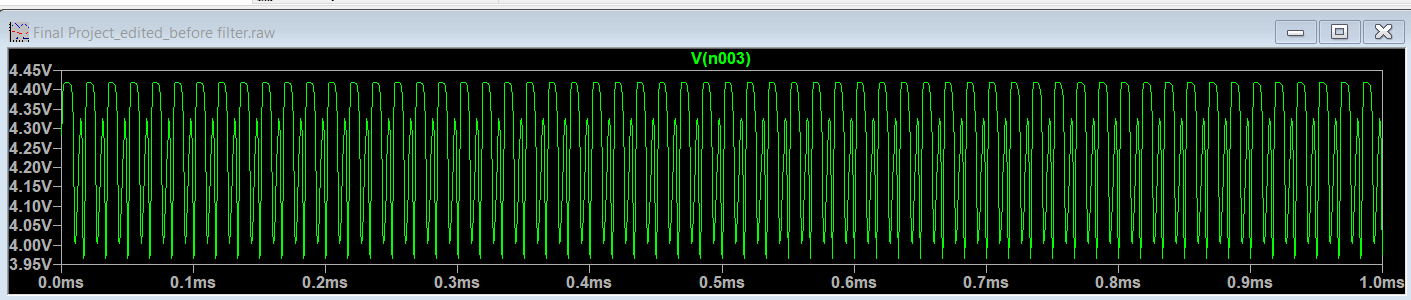 Final Project_edited_before filter.raw
V(n003)
4.45V
4.40V
4.35V
4.30V
4.25V
4.20V
4.15V
4.10V
4.05V
4.00V
3.95V
0.0ms 0.1ms 0.2ms 0.3ms 0.4ms 0.5ms 0.6ms 0.7ms 0.8ms 0.9ms 1.0ms